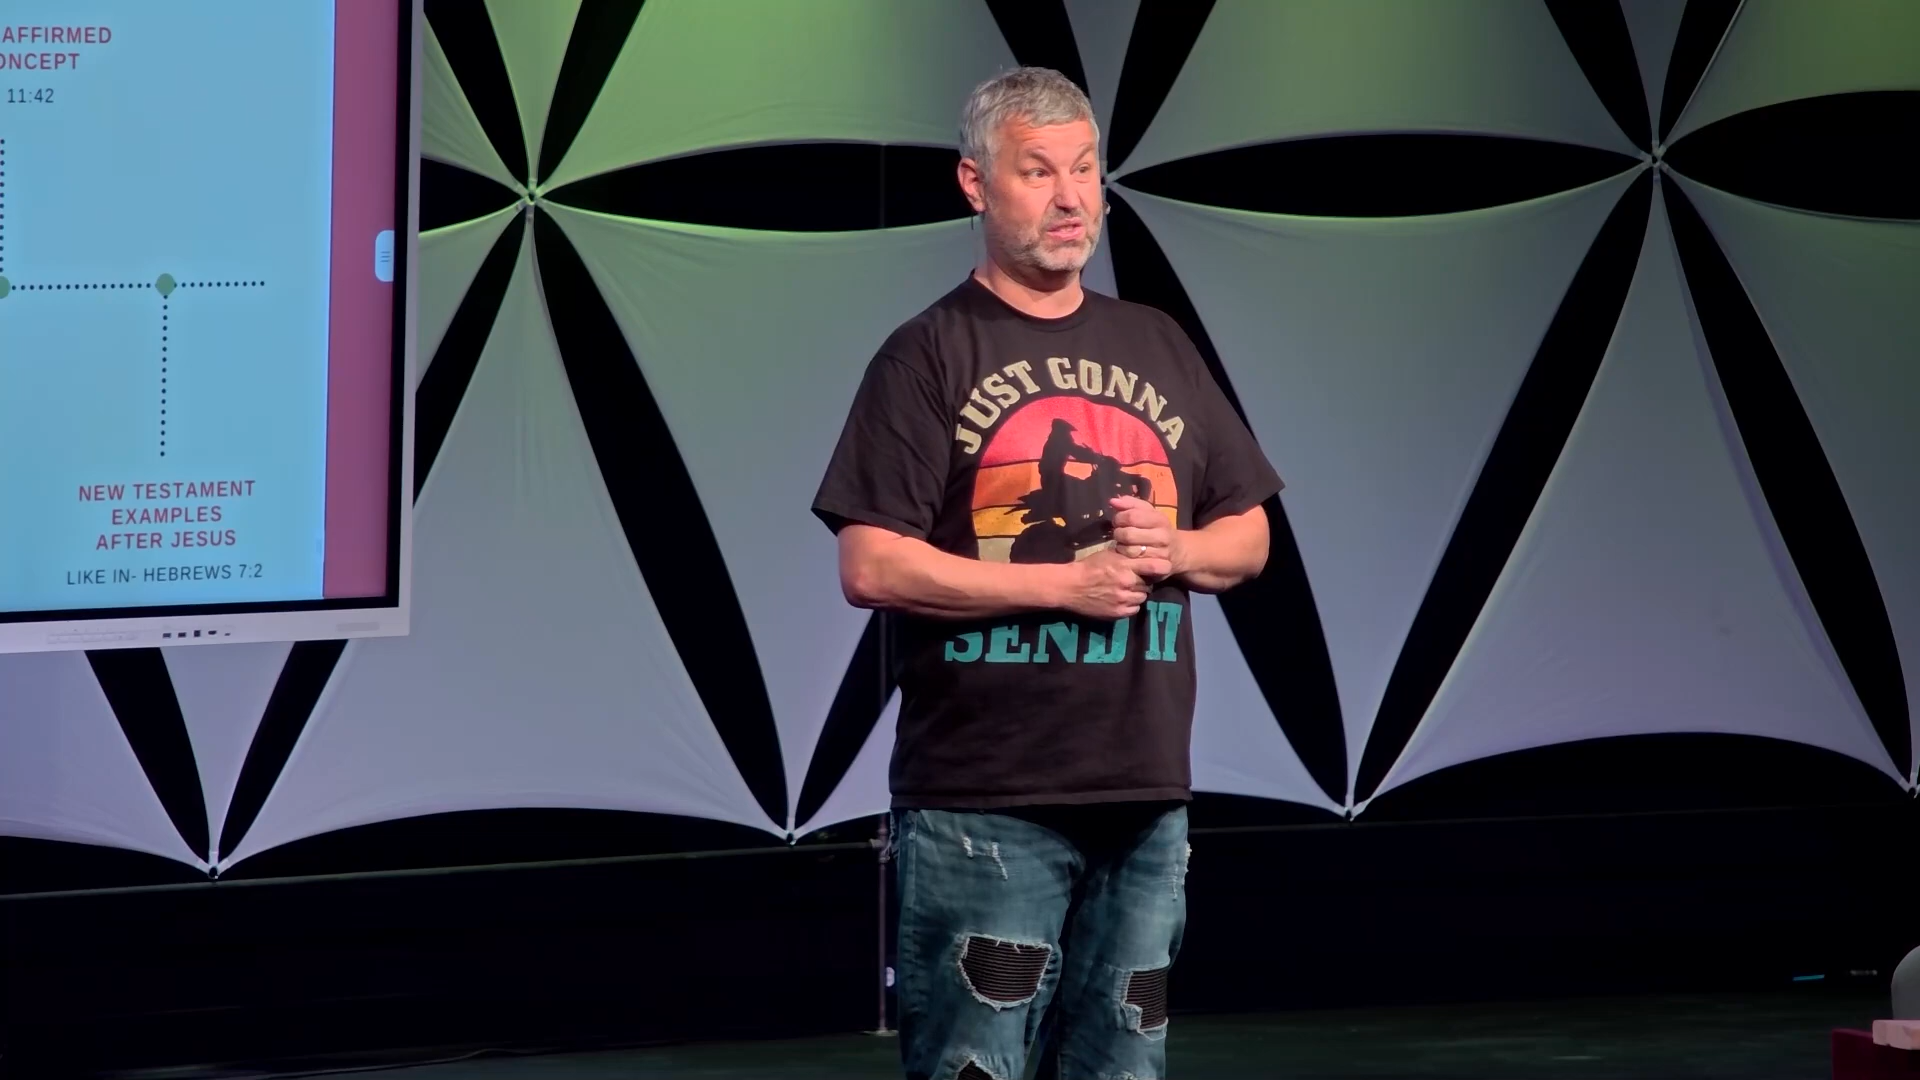 AFFIRMED
ONCEPT
11:42
NEW TESTAMENT
EXAMPLES
AFTER JESUS
LIKE IN- HEBREWS 7:2
JUST GONNA
SEND IT